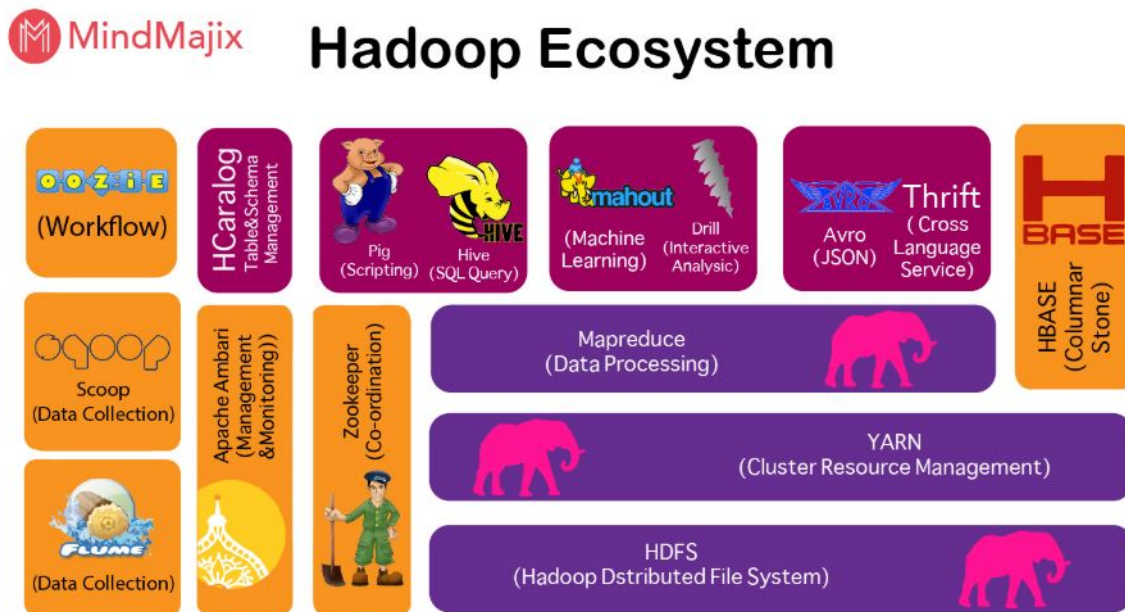 MindMajix
Hadoop Ecosystem
OOZiE
(Workflow)
HCaralog
Table&Schema
Management
Pig
(Scripting)
HIVE
Hive
(SQL Query)
mahout
(Machine
Learning)
Drill
(Interactive
Analysic)
AVRO
Avro
(JSON)
Thrift
( Cross
Language
Service)
H
BASE
HBASE
(Columnar
Stone)
sqoop
Scoop
(Data Collection)
Apache Ambari
(Management
&Monitoring))
Zookeeper
(Co-ordination)
Mapreduce
(Data Processing)
YARN
(Cluster Resource Management)
FLUME
(Data Collection)
HDFS
(Hadoop Dstributed File System)